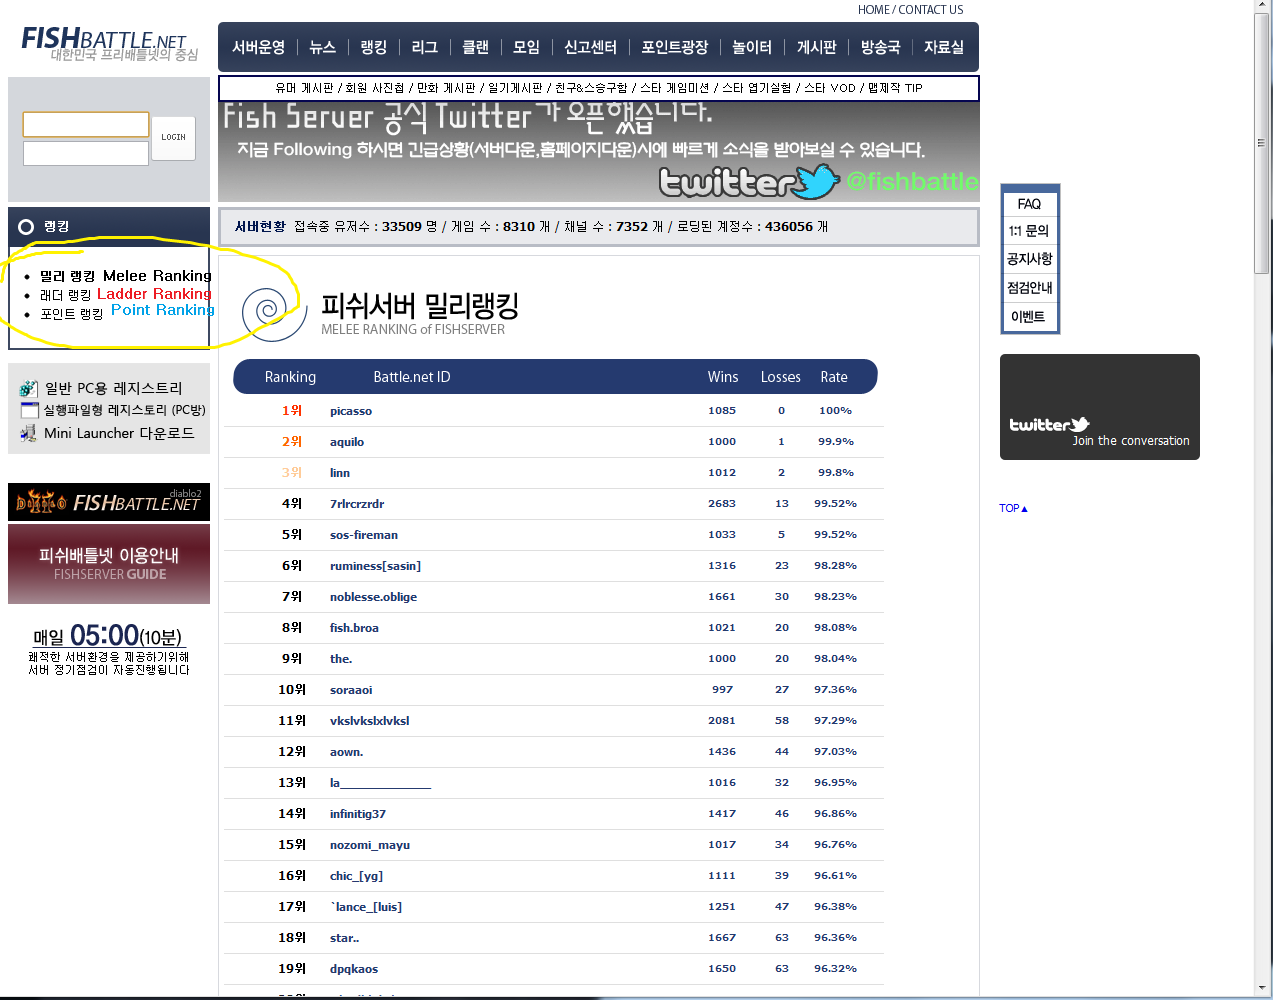 HOME / CONTACT US
FISHBATTLE.NET
대한민국 프리배틀넷의 중심
서버운영 | 뉴스 | 랭킹 | 리그 | 클랜 | 모임 | 신고센터 | 포인트광장 | 놀이터 | 게시판 | 방송국 | 자료실
유머 게시판 / 회원 사진첩 / 만화 게시판 / 일기게시판 / 친구&스승구함 / 스타 게임미션 / 스타 엽기실험 / 스타 VOD / 맵제작 TIP
LOGIN
Fish Server 공식 Twitter가 오픈했습니다.
지금 Following 하시면 긴급상황(서버다운,홈페이지다운)시에 빠르게 소식을 받아보실 수 있습니다.
twitter @fishbattle
랭킹
밀리 랭킹 Melee Ranking
래더 랭킹 Ladder Ranking
포인트 랭킹 Point Ranking
서버현황 접속중 유저수 : 33509 명 / 게임 수 : 8310 개 / 채널 수 : 7352 개 / 로딩된 계정수 : 436056 개
일반 PC용 레지스트리
실행파일형 레지스토리 (PC방)
Mini Launcher 다운로드
diablo2
DIABLO FISHBATTLE.NET
피쉬배틀넷 이용안내
FISHSERVER GUIDE
매일 05:00(10분)
쾌적한 서버환경을 제공하기위해
서버 정기점검이 자동진행됩니다
피쉬서버 밀리랭킹
MELEE RANKING of FISHSERVER
Ranking Battle.net ID Wins Losses Rate
1위 picasso 1085 0 100%
2위 aquilo 1000 1 99.9%
3위 linn 1012 2 99.8%
4위 7rlrcrzrdr 2683 13 99.52%
5위 sos-fireman 1033 5 99.52%
6위 ruminess[sasin] 1316 23 98.28%
7위 noblesse.oblige 1661 30 98.23%
8위 fish.broa 1021 20 98.08%
9위 the. 1000 20 98.04%
10위 soraaoi 997 27 97.36%
11위 vkslvkslxlvksl 2081 58 97.29%
12위 aown. 1436 44 97.03%
13위 la_____________ 1016 32 96.95%
14위 infinitig37 1417 46 96.86%
15위 nozomi_mayu 1017 34 96.76%
16위 chic_[yg] 1111 39 96.61%
17위 `lance_[luis] 1251 47 96.38%
18위 star.. 1667 63 96.36%
19위 dpqkaos 1650 63 96.32%
FAQ
1:1 문의
공지사항
점검안내
이벤트
twitter
Join the conversation
TOP▲